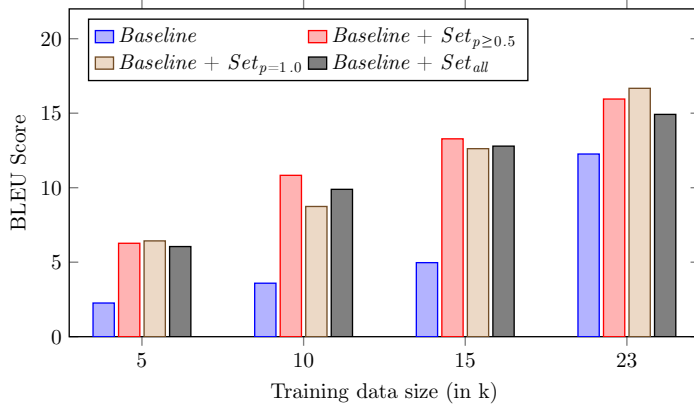 20
15
10
5
0
BLEU Score
Baseline
Baseline + Set_{p≥0.5}
Baseline + Set_{p=1.0}
Baseline + Set_{all}
5 10 15 23
Training data size (in k)